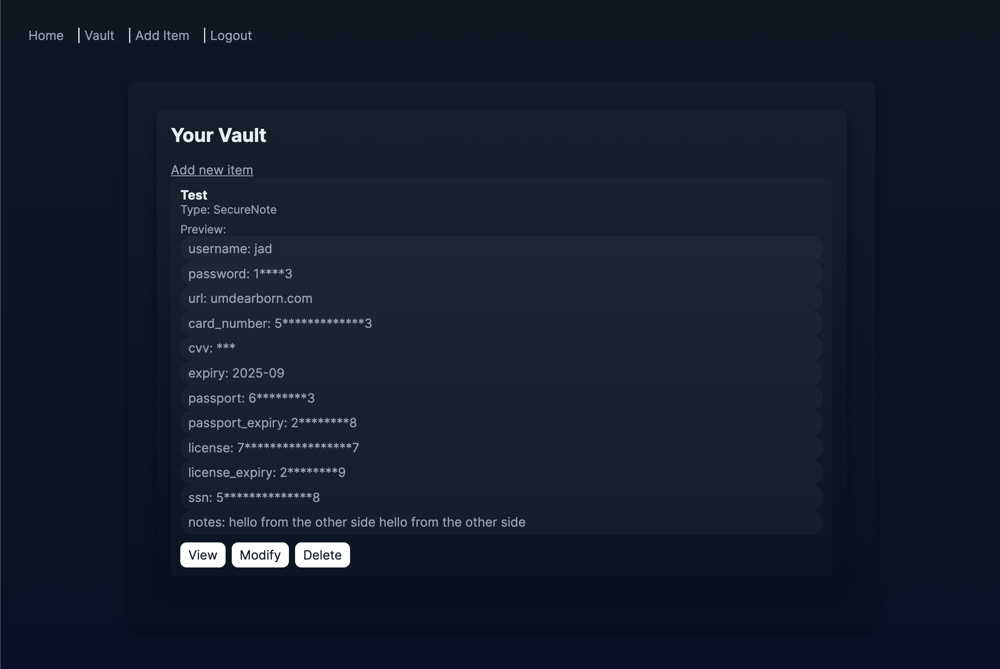 Home | Vault | Add Item | Logout
Your Vault
Add new item
Test
Type: SecureNote
Preview:
username: jad
password: 1****3
url: umdearborn.com
card_number: 5*************3
cvv: ***
expiry: 2025-09
passport: 6********3
passport_expiry: 2********8
license: 7*****************7
license_expiry: 2********9
ssn: 5**************8
notes: hello from the other side hello from the other side
View Modify Delete